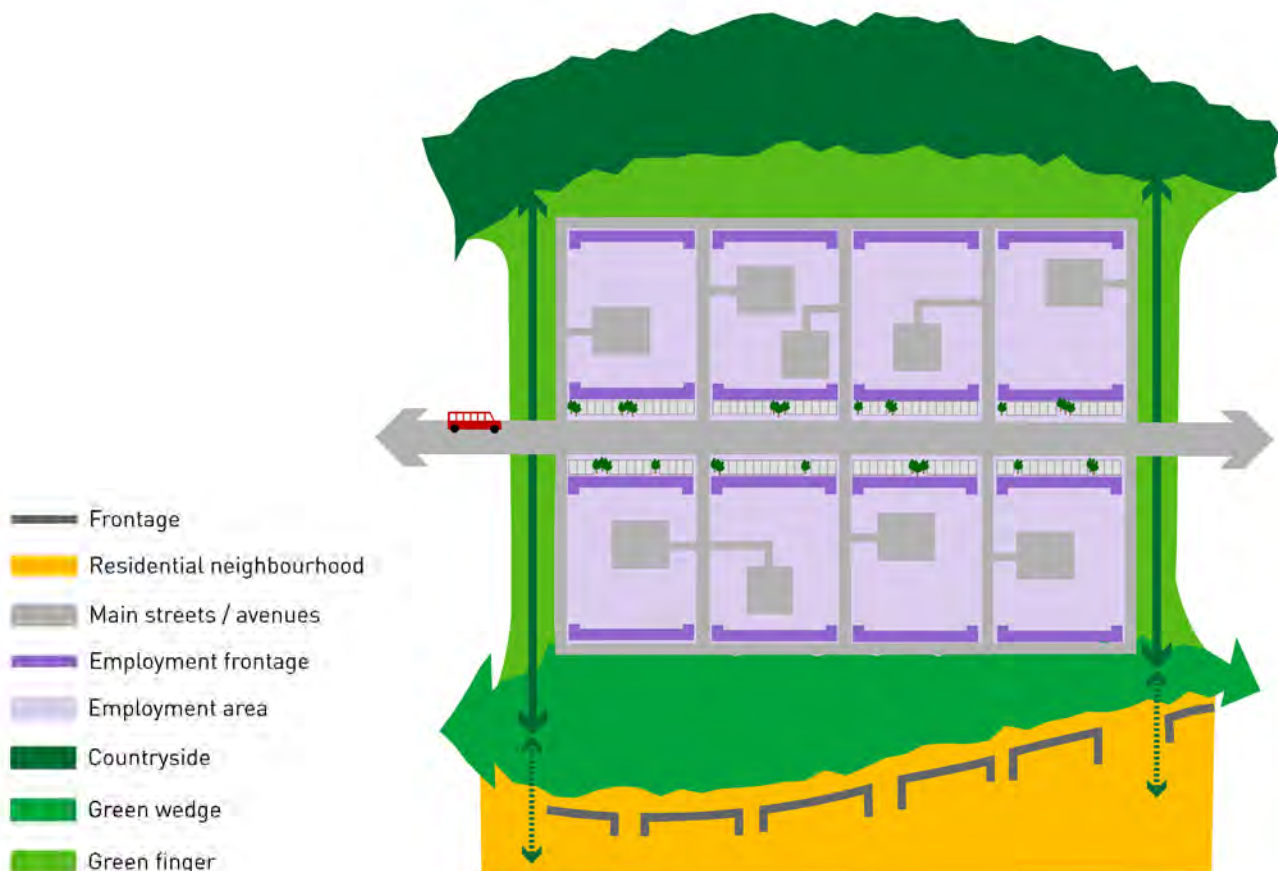 Frontage
Residential neighbourhood
Main streets / avenues
Employment frontage
Employment area
Countryside
Green wedge
Green finger